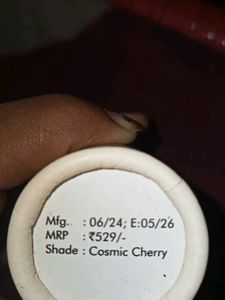 Mfg.. : 06/24; E:05/26
MRP : ₹529/-
Shade : Cosmic Cherry